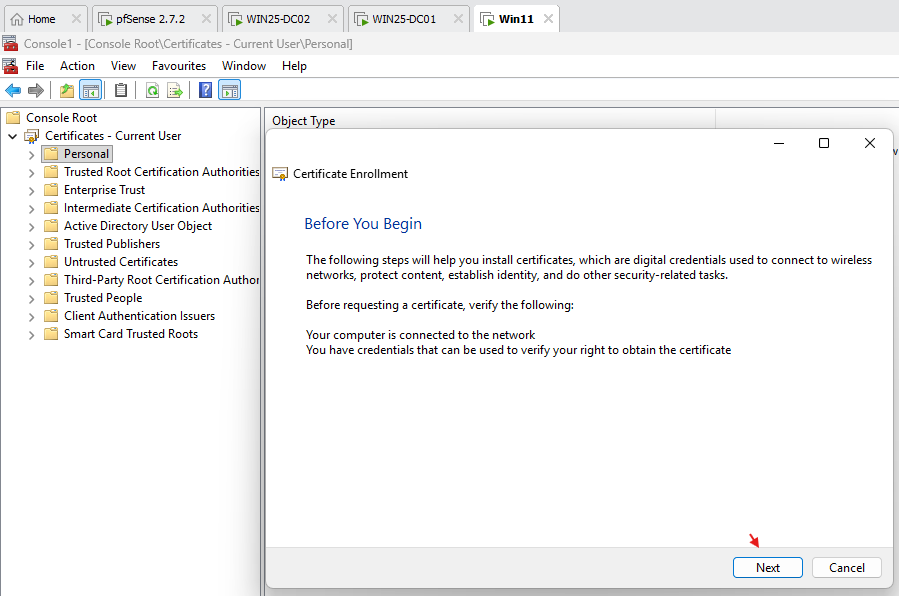 Home
pfSense 2.7.2
WIN25-DC02
WIN25-DC01
Win11
Console1 - [Console Root\Certificates - Current User\Personal]
File Action View Favourites Window Help
Console Root
Certificates - Current User
Personal
Trusted Root Certification Authorities
Enterprise Trust
Intermediate Certification Authorities
Active Directory User Object
Trusted Publishers
Untrusted Certificates
Third-Party Root Certification Author
Trusted People
Client Authentication Issuers
Smart Card Trusted Roots
Object Type
Certificate Enrollment
Before You Begin
The following steps will help you install certificates, which are digital credentials used to connect to wireless
networks, protect content, establish identity, and do other security-related tasks.
Before requesting a certificate, verify the following:
Your computer is connected to the network
You have credentials that can be used to verify your right to obtain the certificate
Next
Cancel